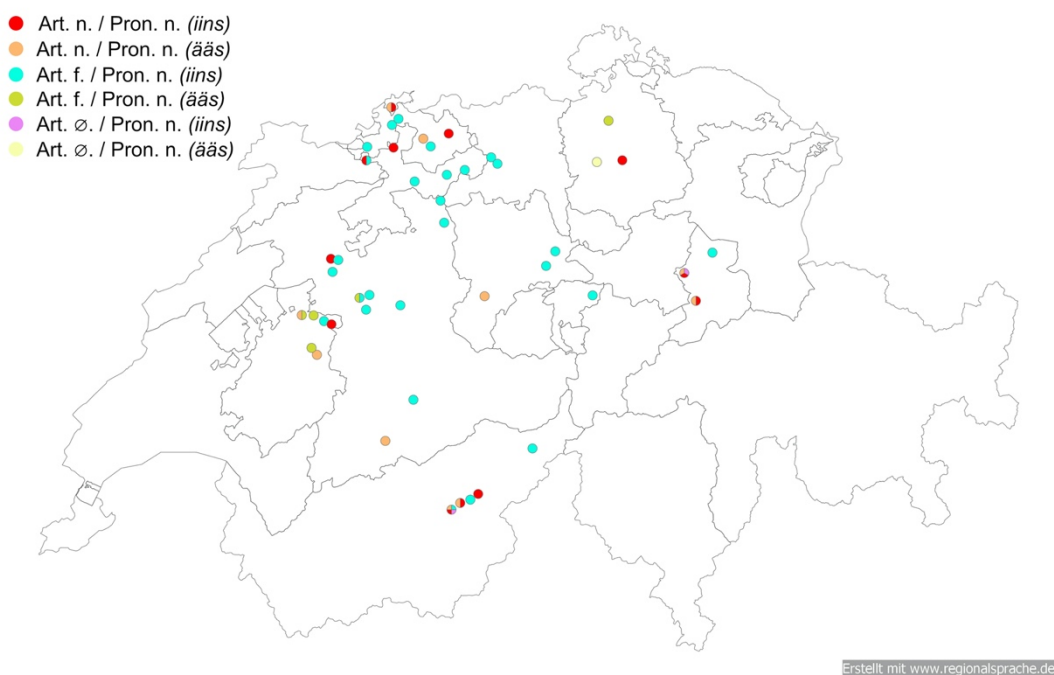 Art. n. / Pron. n. (iins)
Art. n. / Pron. n. (ääs)
Art. f. / Pron. n. (iins)
Art. f. / Pron. n. (ääs)
Art. ∅. / Pron. n. (iins)
Art. ∅. / Pron. n. (ääs)
Erstellt mit www.regionalsprache.de